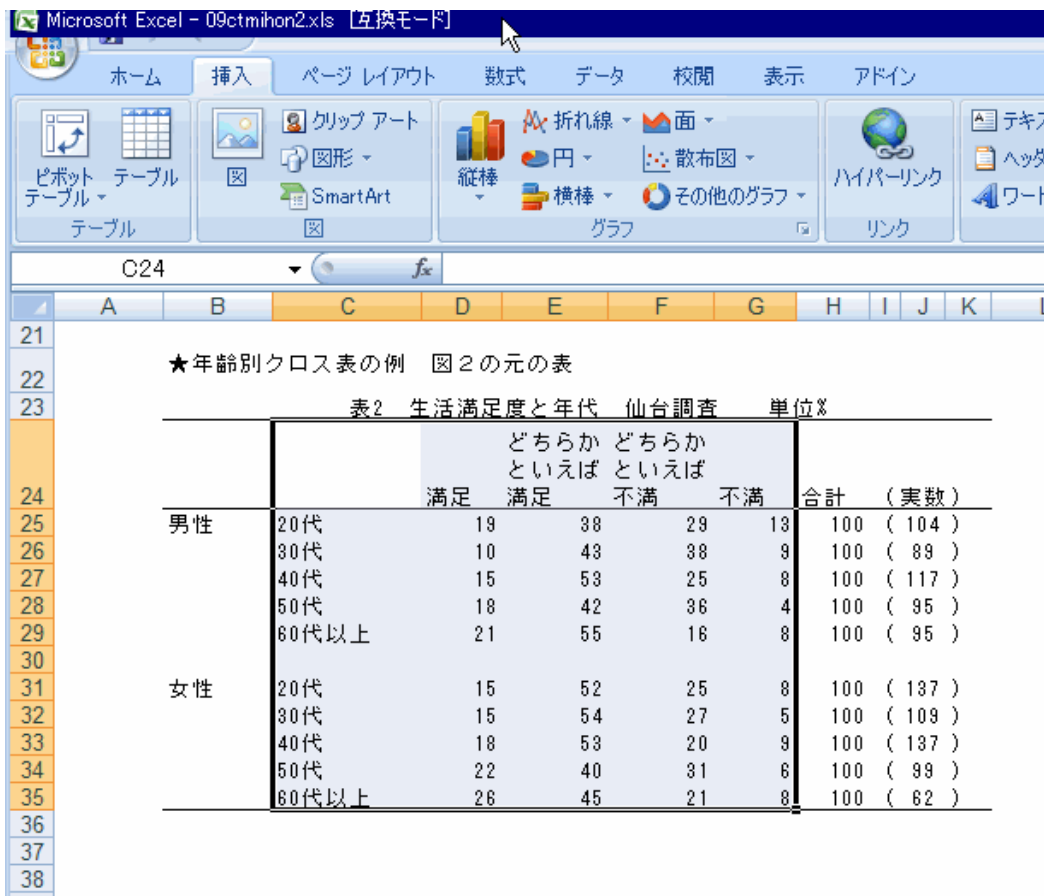 Microsoft Excel - 09ctmihon2.xls [互換モード]
ホーム 挿入 ページ レイアウト 数式 データ 校閲 表示 アドイン
クリップ アート 折れ線 面 テキス
図形 円 散布図 ヘッダ
ピボット テーブル テーブル 図 SmartArt 縦棒 横棒 その他のグラフ ハイパーリンク ワート
テーブル 図 グラフ リンク
C24 fx
A B C D E F G H I J K L
21
22 ★年齢別クロス表の例 図2の元の表
23 表2 生活満足度と年代 仙台調査 単位%
どちらか どちらか
といえば といえば
24 満足 満足 不満 不満 合計 (実数)
25 男性 20代 19 38 29 13 100 ( 104 )
26 30代 10 43 38 9 100 ( 89 )
27 40代 15 53 25 8 100 ( 117 )
28 50代 18 42 36 4 100 ( 95 )
29 60代以上 21 55 16 8 100 ( 95 )
30
31 女性 20代 15 52 25 8 100 ( 137 )
32 30代 15 54 27 5 100 ( 109 )
33 40代 18 53 20 9 100 ( 137 )
34 50代 22 40 31 6 100 ( 99 )
35 60代以上 26 45 21 8 100 ( 62 )
36
37
38